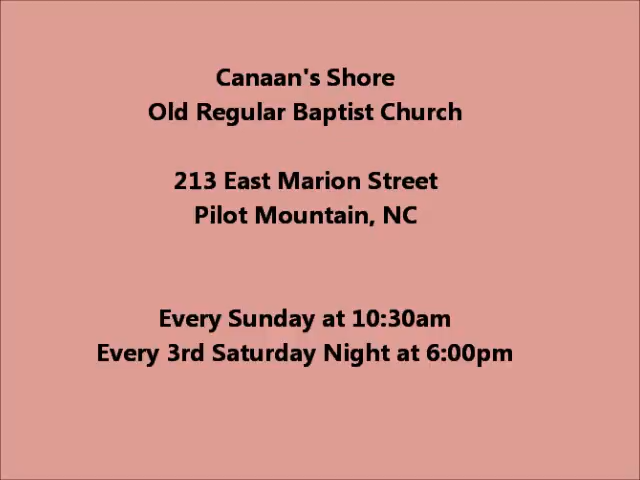 Canaan's Shore
Old Regular Baptist Church
213 East Marion Street
Pilot Mountain, NC
Every Sunday at 10:30am
Every 3rd Saturday Night at 6:00pm